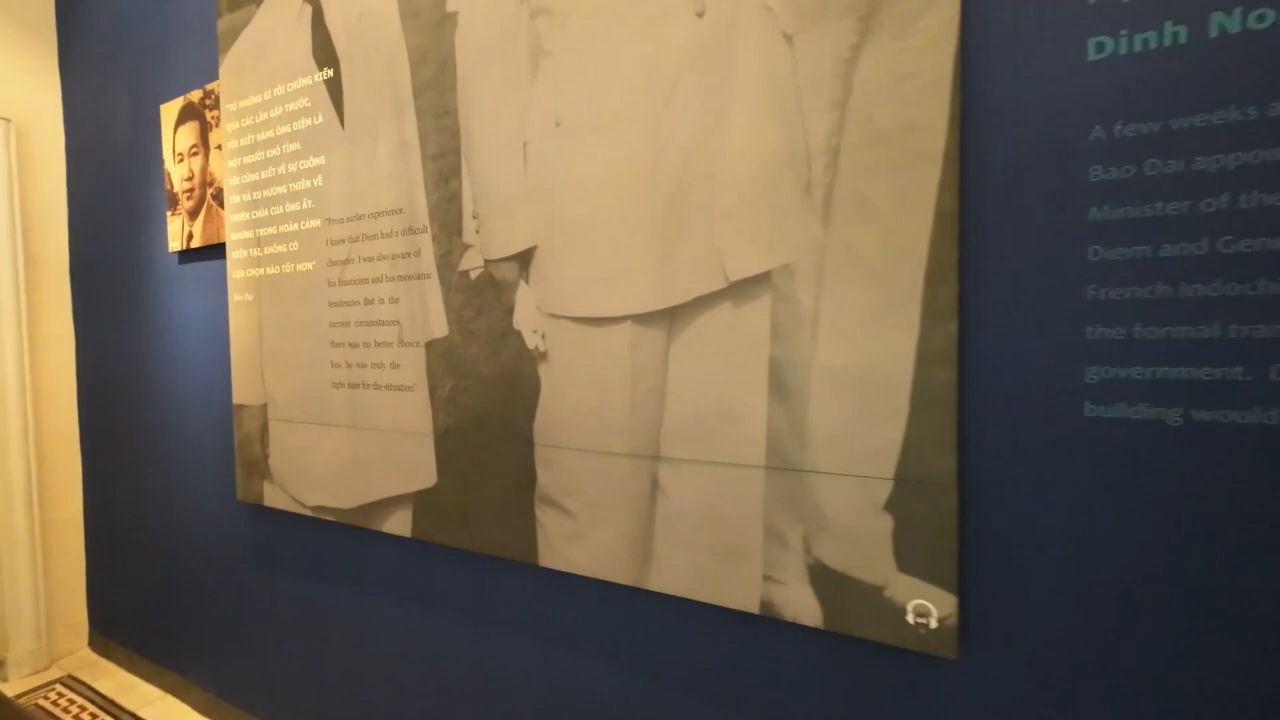 "TỪ NHỮNG GÌ TÔI CHỨNG KIẾN
QUA CÁC LẦN GẶP TRƯỚC,
TÔI BIẾT RẰNG ÔNG DIỆM LÀ
MỘT NGƯỜI KHÓ TÍNH.
TÔI CŨNG BIẾT VỀ SỰ CUỒNG
TÍN VÀ XU HƯỚNG THIÊN VỀ
THIÊN CHÚA CỦA ÔNG ẤY.
NHƯNG TRONG HOÀN CẢNH
HIỆN TẠI, KHÔNG CÓ
LỰA CHỌN NÀO TỐT HƠN"
Bảo Đại
"From earlier experience,
I knew that Diem had a difficult
character. I was also aware of
his fanaticism and his messianic
tendencies. But in the
current circumstances,
there was no better choice..
Yes, he was truly the
right man for the situation"
Dinh No
A few weeks a
Bao Dai appoi
Minister of the
Diem and Gen
French Indoch
the formal tran
government.
building would